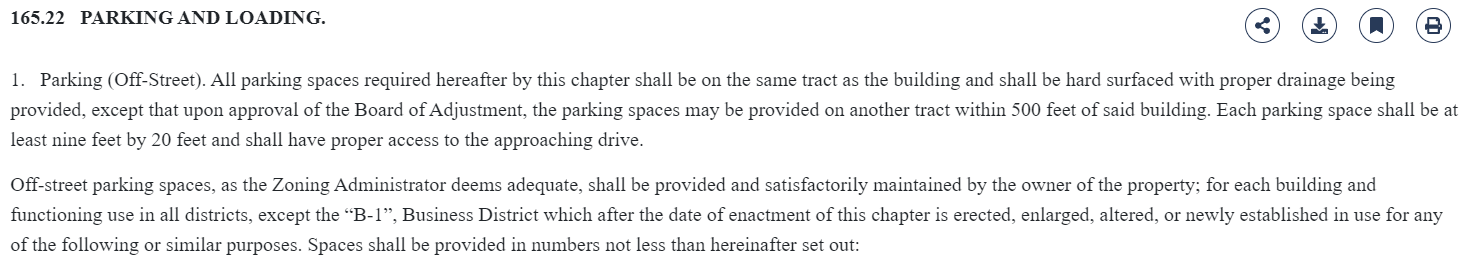 165.22 PARKING AND LOADING.
1. Parking (Off-Street). All parking spaces required hereafter by this chapter shall be on the same tract as the building and shall be hard surfaced with proper drainage being
provided, except that upon approval of the Board of Adjustment, the parking spaces may be provided on another tract within 500 feet of said building. Each parking space shall be at
least nine feet by 20 feet and shall have proper access to the approaching drive.
Off-street parking spaces, as the Zoning Administrator deems adequate, shall be provided and satisfactorily maintained by the owner of the property; for each building and
functioning use in all districts, except the “B-1”, Business District which after the date of enactment of this chapter is erected, enlarged, altered, or newly established in use for any
of the following or similar purposes. Spaces shall be provided in numbers not less than hereinafter set out: